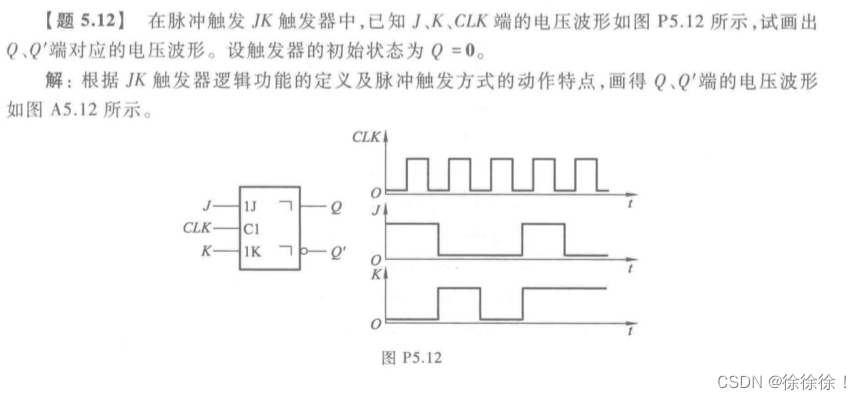 【题 5.12】 在脉冲触发 JK 触发器中,已知 J、K、CLK 端的电压波形如图 P5.12 所示,试画出
Q、Q′端对应的电压波形。设触发器的初始状态为 Q = 0。
解: 根据 JK 触发器逻辑功能的定义及脉冲触发方式的动作特点,画得 Q、Q′端的电压波形
如图 A5.12 所示。
CLK
O
t
J 1J Q
CLK C1
K 1K Q′
J
O
t
K
O
t
图 P5.12
CSDN @徐徐徐!